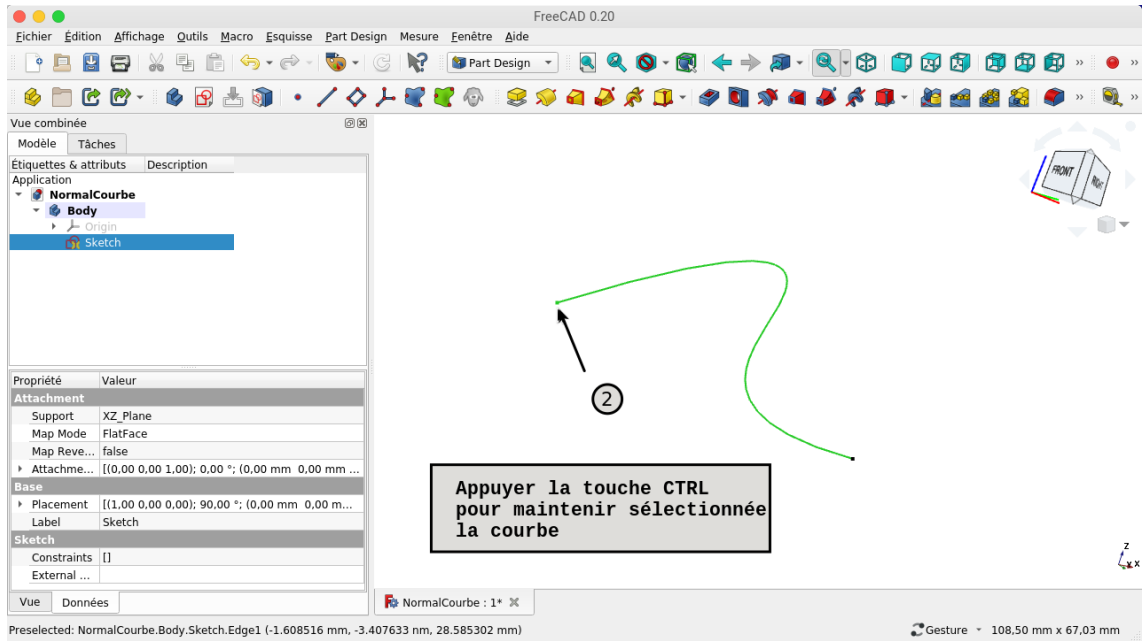 FreeCAD 0.20
Fichier Édition Affichage Outils Macro Esquisse Part Design Mesure Fenêtre Aide
Part Design
Vue combinée
Modèle Tâches
Étiquettes & attributs Description
Application
NormalCourbe
Body
Origin
Sketch
FRONT
RIGHT
2
Appuyer la touche CTRL
pour maintenir sélectionnée
la courbe
Propriété Valeur
Attachment
Support XZ_Plane
Map Mode FlatFace
Map Reve... false
Attachme... [(0,00 0,00 1,00); 0,00 °; (0,00 mm 0,00 mm ...
Base
Placement [(1,00 0,00 0,00); 90,00 °; (0,00 mm 0,00 m...
Label Sketch
Sketch
Constraints []
External ...
Z
Y X
Vue Données
NormalCourbe : 1*
Preselected: NormalCourbe.Body.Sketch.Edge1 (-1.608516 mm, -3.407633 nm, 28.585302 mm)
Gesture 108,50 mm x 67,03 mm